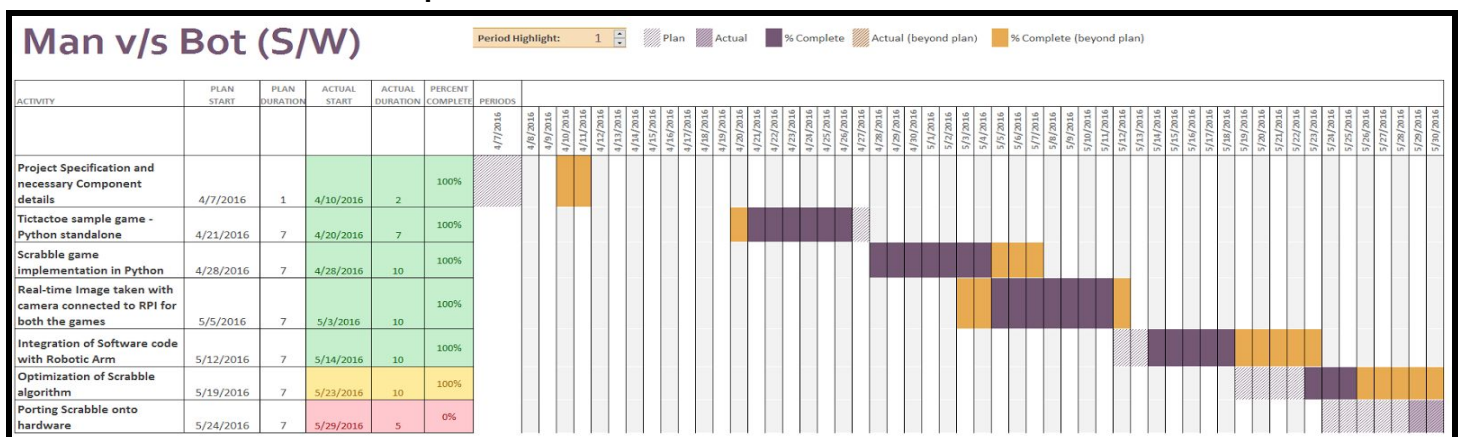 Man v/s Bot (S/W)
Period Highlight: 1 Plan Actual % Complete Actual (beyond plan) % Complete (beyond plan)
PLAN PLAN ACTUAL ACTUAL PERCENT
ACTIVITY START DURATION START DURATION COMPLETE PERIODS
4/7/2016 4/8/2016 4/9/2016 4/10/2016 4/11/2016 4/12/2016 4/13/2016 4/14/2016 4/15/2016 4/16/2016 4/17/2016 4/18/2016 4/19/2016 4/20/2016 4/21/2016 4/22/2016 4/23/2016 4/24/2016 4/25/2016 4/26/2016 4/27/2016 4/28/2016 4/29/2016 4/30/2016 5/1/2016 5/2/2016 5/3/2016 5/4/2016 5/5/2016 5/6/2016 5/7/2016 5/8/2016 5/9/2016 5/10/2016 5/11/2016 5/12/2016 5/13/2016 5/14/2016 5/15/2016 5/16/2016 5/17/2016 5/18/2016 5/19/2016 5/20/2016 5/21/2016 5/22/2016 5/23/2016 5/24/2016 5/25/2016 5/26/2016 5/27/2016 5/28/2016 5/29/2016 5/30/2016
Project Specification and
necessary Component 100%
details 4/7/2016 1 4/10/2016 2
Tictactoe sample game - 100%
Python standalone 4/21/2016 7 4/20/2016 7
Scrabble game 100%
implementation in Python 4/28/2016 7 4/28/2016 10
Real-time Image taken with
camera connected to RPI for 100%
both the games 5/5/2016 7 5/3/2016 10
Integration of Software code 100%
with Robotic Arm 5/12/2016 7 5/14/2016 10
Optimization of Scrabble 100%
algorithm 5/19/2016 7 5/23/2016 10
Porting Scrabble onto 0%
hardware 5/24/2016 7 5/29/2016 5